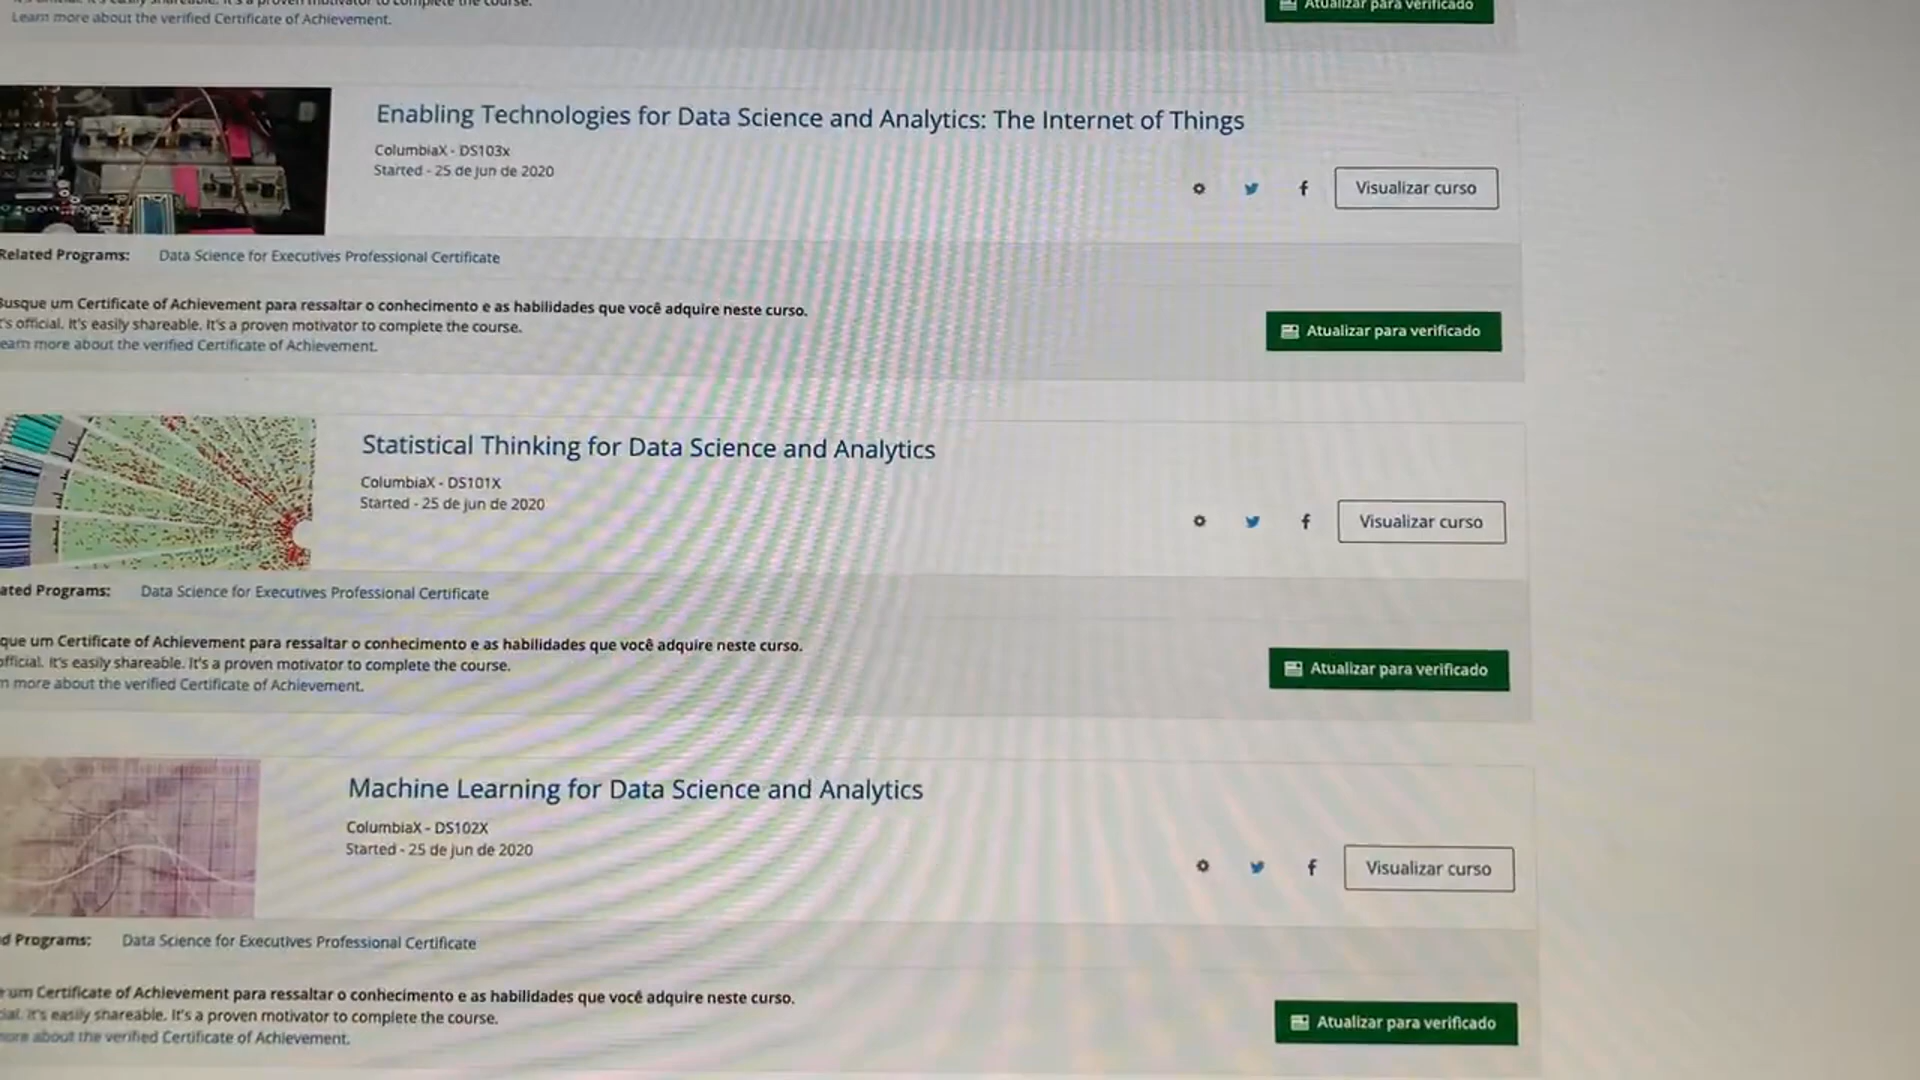 Learn more about the verified Certificate of Achievement.
Atualizar para verificado
Enabling Technologies for Data Science and Analytics: The Internet of Things
ColumbiaX - DS103x
Started - 25 de jun de 2020
Visualizar curso
Related Programs: Data Science for Executives Professional Certificate
Busque um Certificate of Achievement para ressaltar o conhecimento e as habilidades que você adquire neste curso.
official. It's easily shareable. It's a proven motivator to complete the course.
more about the verified Certificate of Achievement.
Atualizar para verificado
Statistical Thinking for Data Science and Analytics
ColumbiaX - DS101X
Started - 25 de jun de 2020
Visualizar curso
Programs: Data Science for Executives Professional Certificate
um Certificate of Achievement para ressaltar o conhecimento e as habilidades que você adquire neste curso.
It's easily shareable. It's a proven motivator to complete the course.
more about the verified Certificate of Achievement.
Atualizar para verificado
Machine Learning for Data Science and Analytics
ColumbiaX - DS102X
Started - 25 de jun de 2020
Visualizar curso
Programs: Data Science for Executives Professional Certificate
um Certificate of Achievement para ressaltar o conhecimento e as habilidades que você adquire neste curso.
It's easily shareable. It's a proven motivator to complete the course.
about the verified Certificate of Achievement.
Atualizar para verificado